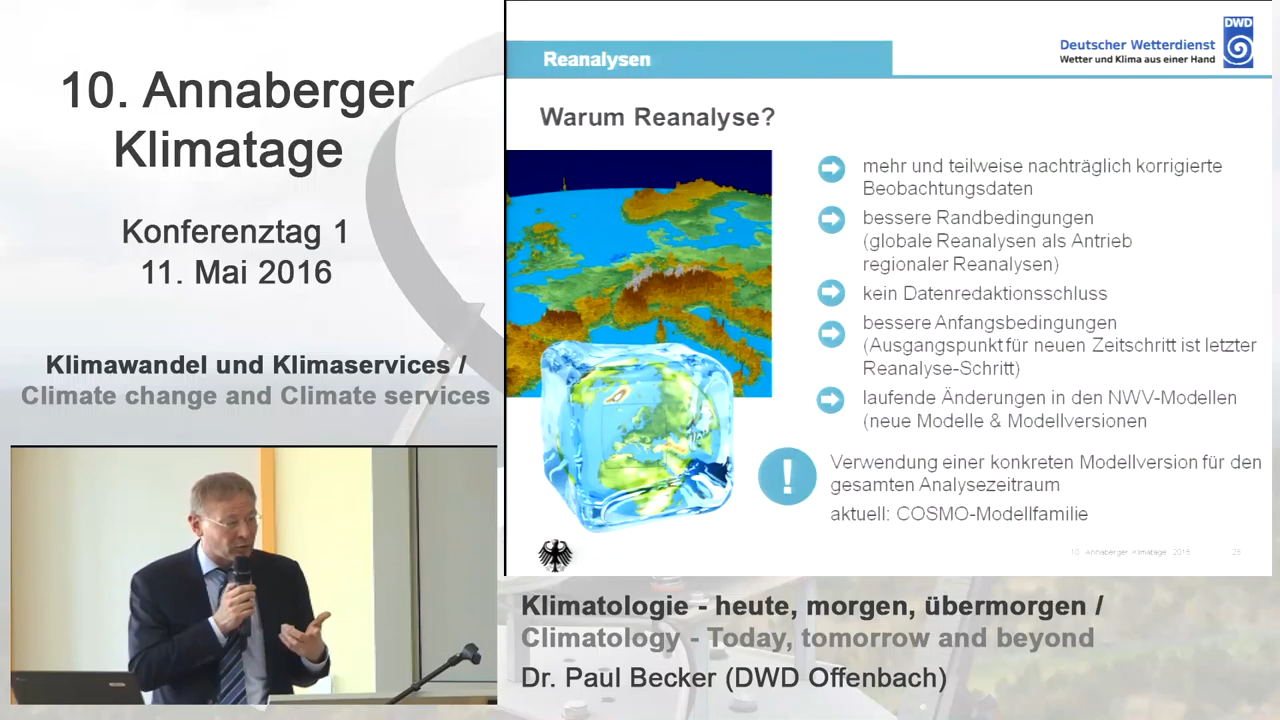 10. Annaberger
Klimatage
Konferenztag 1
11. Mai 2016
Klimawandel und Klimaservices /
Climate change and Climate services
Reanalysen
DWD
Deutscher Wetterdienst
Wetter und Klima aus einer Hand
Warum Reanalyse?
mehr und teilweise nachträglich korrigierte
Beobachtungsdaten
bessere Randbedingungen
(globale Reanalysen als Antrieb
regionaler Reanalysen)
kein Datenredaktionsschluss
bessere Anfangsbedingungen
(Ausgangspunkt für neuen Zeitschritt ist letzter
Reanalyse-Schritt)
laufende Änderungen in den NWV-Modellen
(neue Modelle & Modellversionen
!
Verwendung einer konkreten Modellversion für den
gesamten Analysezeitraum
aktuell: COSMO-Modellfamilie
10. Annaberger Klimatage 2016
Klimatologie - heute, morgen, übermorgen /
Climatology - Today, tomorrow and beyond
Dr. Paul Becker (DWD Offenbach)